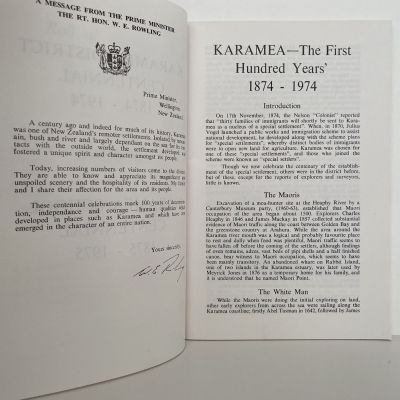 A MESSAGE FROM THE PRIME MINISTER
THE RT. HON. W. E. ROWLING
Prime Minister,
Wellington,
New Zealand.
A century ago and indeed for much of its history, Karamea
was one of New Zealand's remoter settlements. Isolated by mount-
ain, bush and river and largely dependent on the sea for its con-
tacts with the outside world, the settlement developed and
fostered a unique spirit and character amongst its people.
Today, increasing numbers of visitors come to the district.
They are able to know and appreciate its magnificent and
unspoiled scenery and the hospitality of its residents. My family
and I share their affection for the area and its people.
These centennial celebrations mark 100 years of determina-
tion, independence and courage — human qualities that
developed in places such as Karamea and which have
emerged in the character of an entire nation.
Yours sincerely,
KARAMEA—The First
Hundred Years'
1874 - 1974
Introduction
On 17th November, 1874, the Nelson "Colonist" reported
that "thirty families of immigrants will shortly be sent to Kara-
mea as a nucleus of a special settlement". When, in 1870, Julius
Vogel launched a public works and immigration scheme to assist
national development, he developed along with the scheme plans
for "special settlements", whereby distinct bodies of immigrants
were to open new land for agriculture. Karamea was chosen for
one of these "special settlements", and those who joined the
scheme were known as "special settlers".
Though we now celebrate the centenary of the establish-
ment of the special settlement, others were in the district before,
but of these, except for the reports of explorers and surveyors,
little is known.
The Maoris
Excavation of a moa-hunter site at the Heaphy River by a
Canterbury Museum party, (1960-63), indicated that Maori
occupation of the area began about 1500. Explorers Charles
Heaphy in 1846 and James Mackay in 1857 collected substantial
evidence of Maori traffic along the coast between Golden Bay and
the greenstone country at Arahura. While the area around the
Karamea river mouth was a logical and probably favourite place
to rest and daily when food was plentiful, Maori traffic seems to
have fallen off before the coming of the settlers, although findings
of oven remains, adzes, vast beds of pipi shells and a half finished
canoe, bear witness to Maori occupation, which seems to have
been mainly transitory. An abandoned whare on Rabbit Island,
one of two islands in the Karamea estuary, was later used by
Meyrick Jones in 1876 as a temporary home for his family, and
it is understood that he named Maori Point.
The White Man
While the Maoris were doing the initial exploring on land,
other early explorers from across the sea were sailing along the
Karamea coastline; firstly Abel Tasman in 1642, followed by James